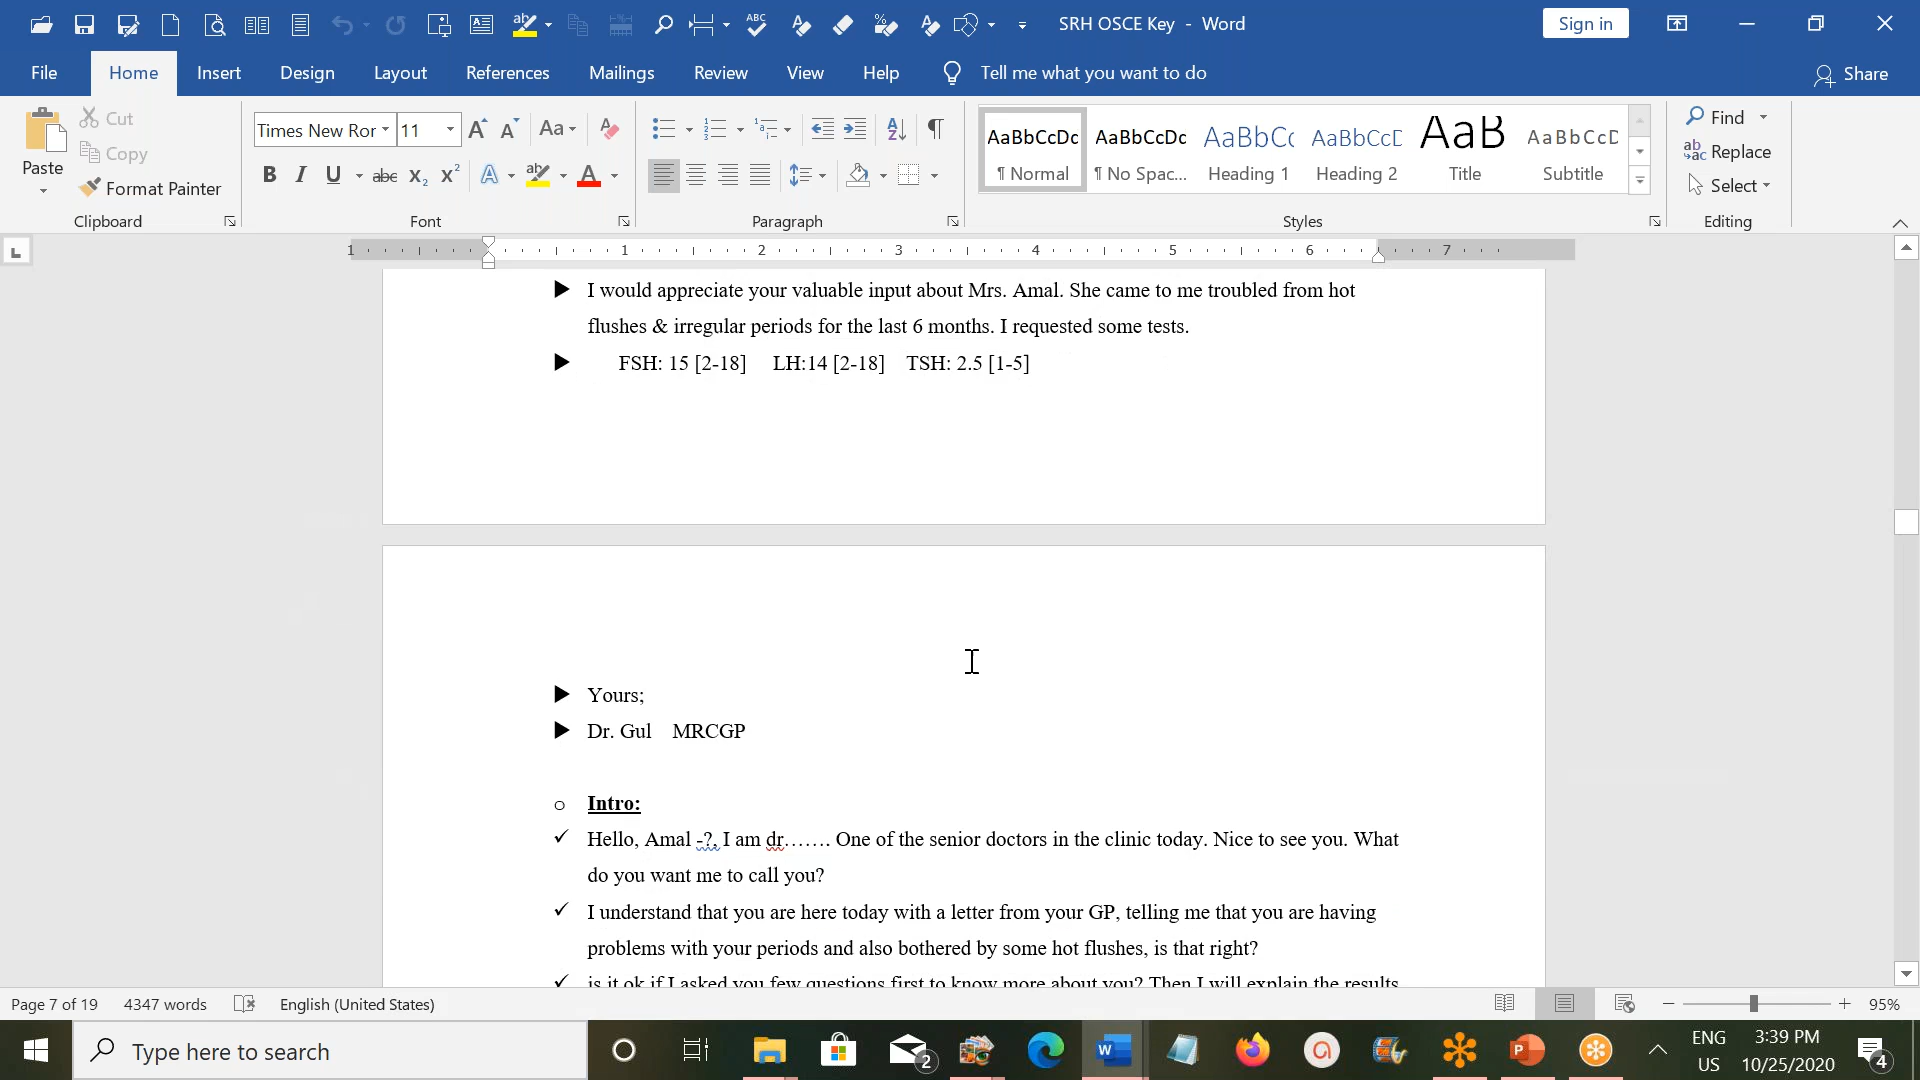 SRH OSCE Key - Word
Sign in
File Home Insert Design Layout References Mailings Review View Help Tell me what you want to do Share
Paste
Cut
Copy
Format Painter
Clipboard
Times New Ror 11
Font
Paragraph
AaBbCcDc AaBbCcDc AaBbCc AaBbCcD AaB AaBbCcD
¶ Normal ¶ No Spac... Heading 1 Heading 2 Title Subtitle
Styles
Find
Replace
Select
Editing
1 1 2 3 4 5 6 7
I would appreciate your valuable input about Mrs. Amal. She came to me troubled from hot
flushes & irregular periods for the last 6 months. I requested some tests.
FSH: 15 [2-18] LH:14 [2-18] TSH: 2.5 [1-5]
Yours;
Dr. Gul MRCGP
Intro:
Hello, Amal -?, I am dr……. One of the senior doctors in the clinic today. Nice to see you. What
do you want me to call you?
I understand that you are here today with a letter from your GP, telling me that you are having
problems with your periods and also bothered by some hot flushes, is that right?
is it ok if I asked you few questions first to know more about you? Then I will explain the results
Page 7 of 19 4347 words English (United States) 95%
Type here to search
2
ENG
US
3:39 PM
10/25/2020
4